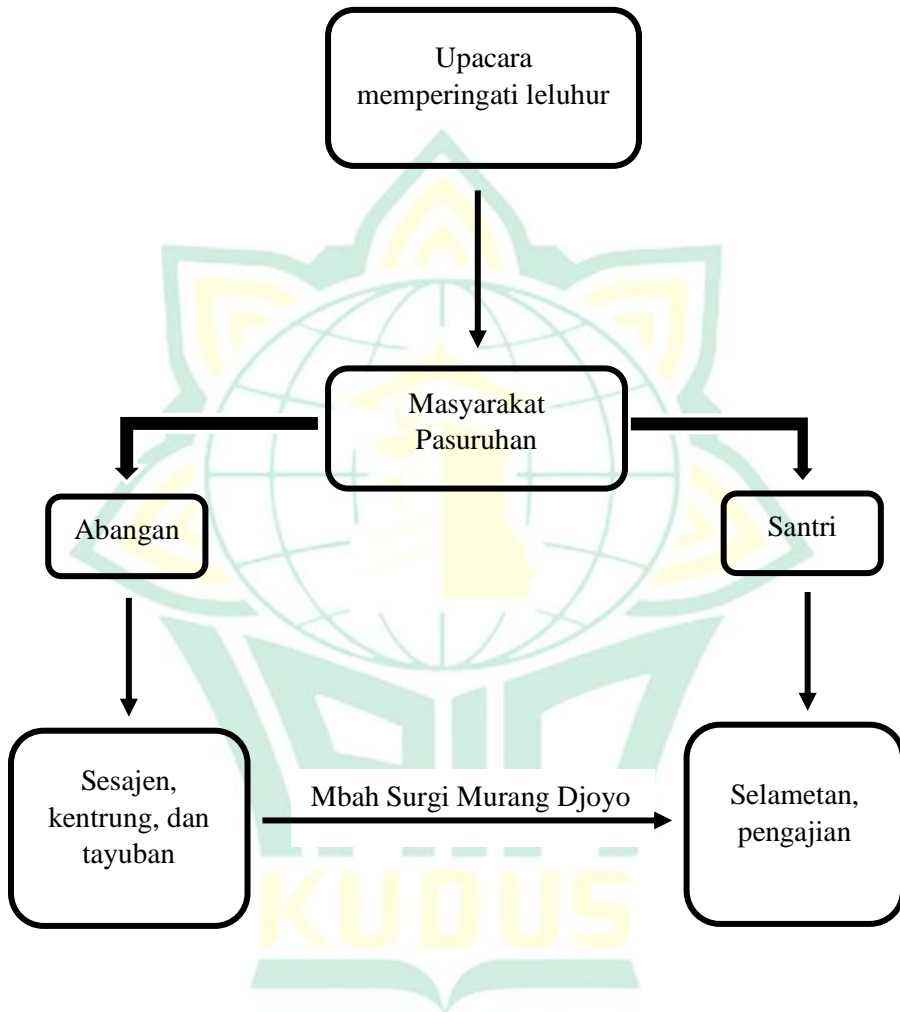 Upacara
memperingati leluhur
Masyarakat
Pasuruhan
Abangan
Santri
Sesajen,
kentrung, dan
tayuban
Mbah Surgi Murang Djoyo
Selametan,
pengajian
KUDUS